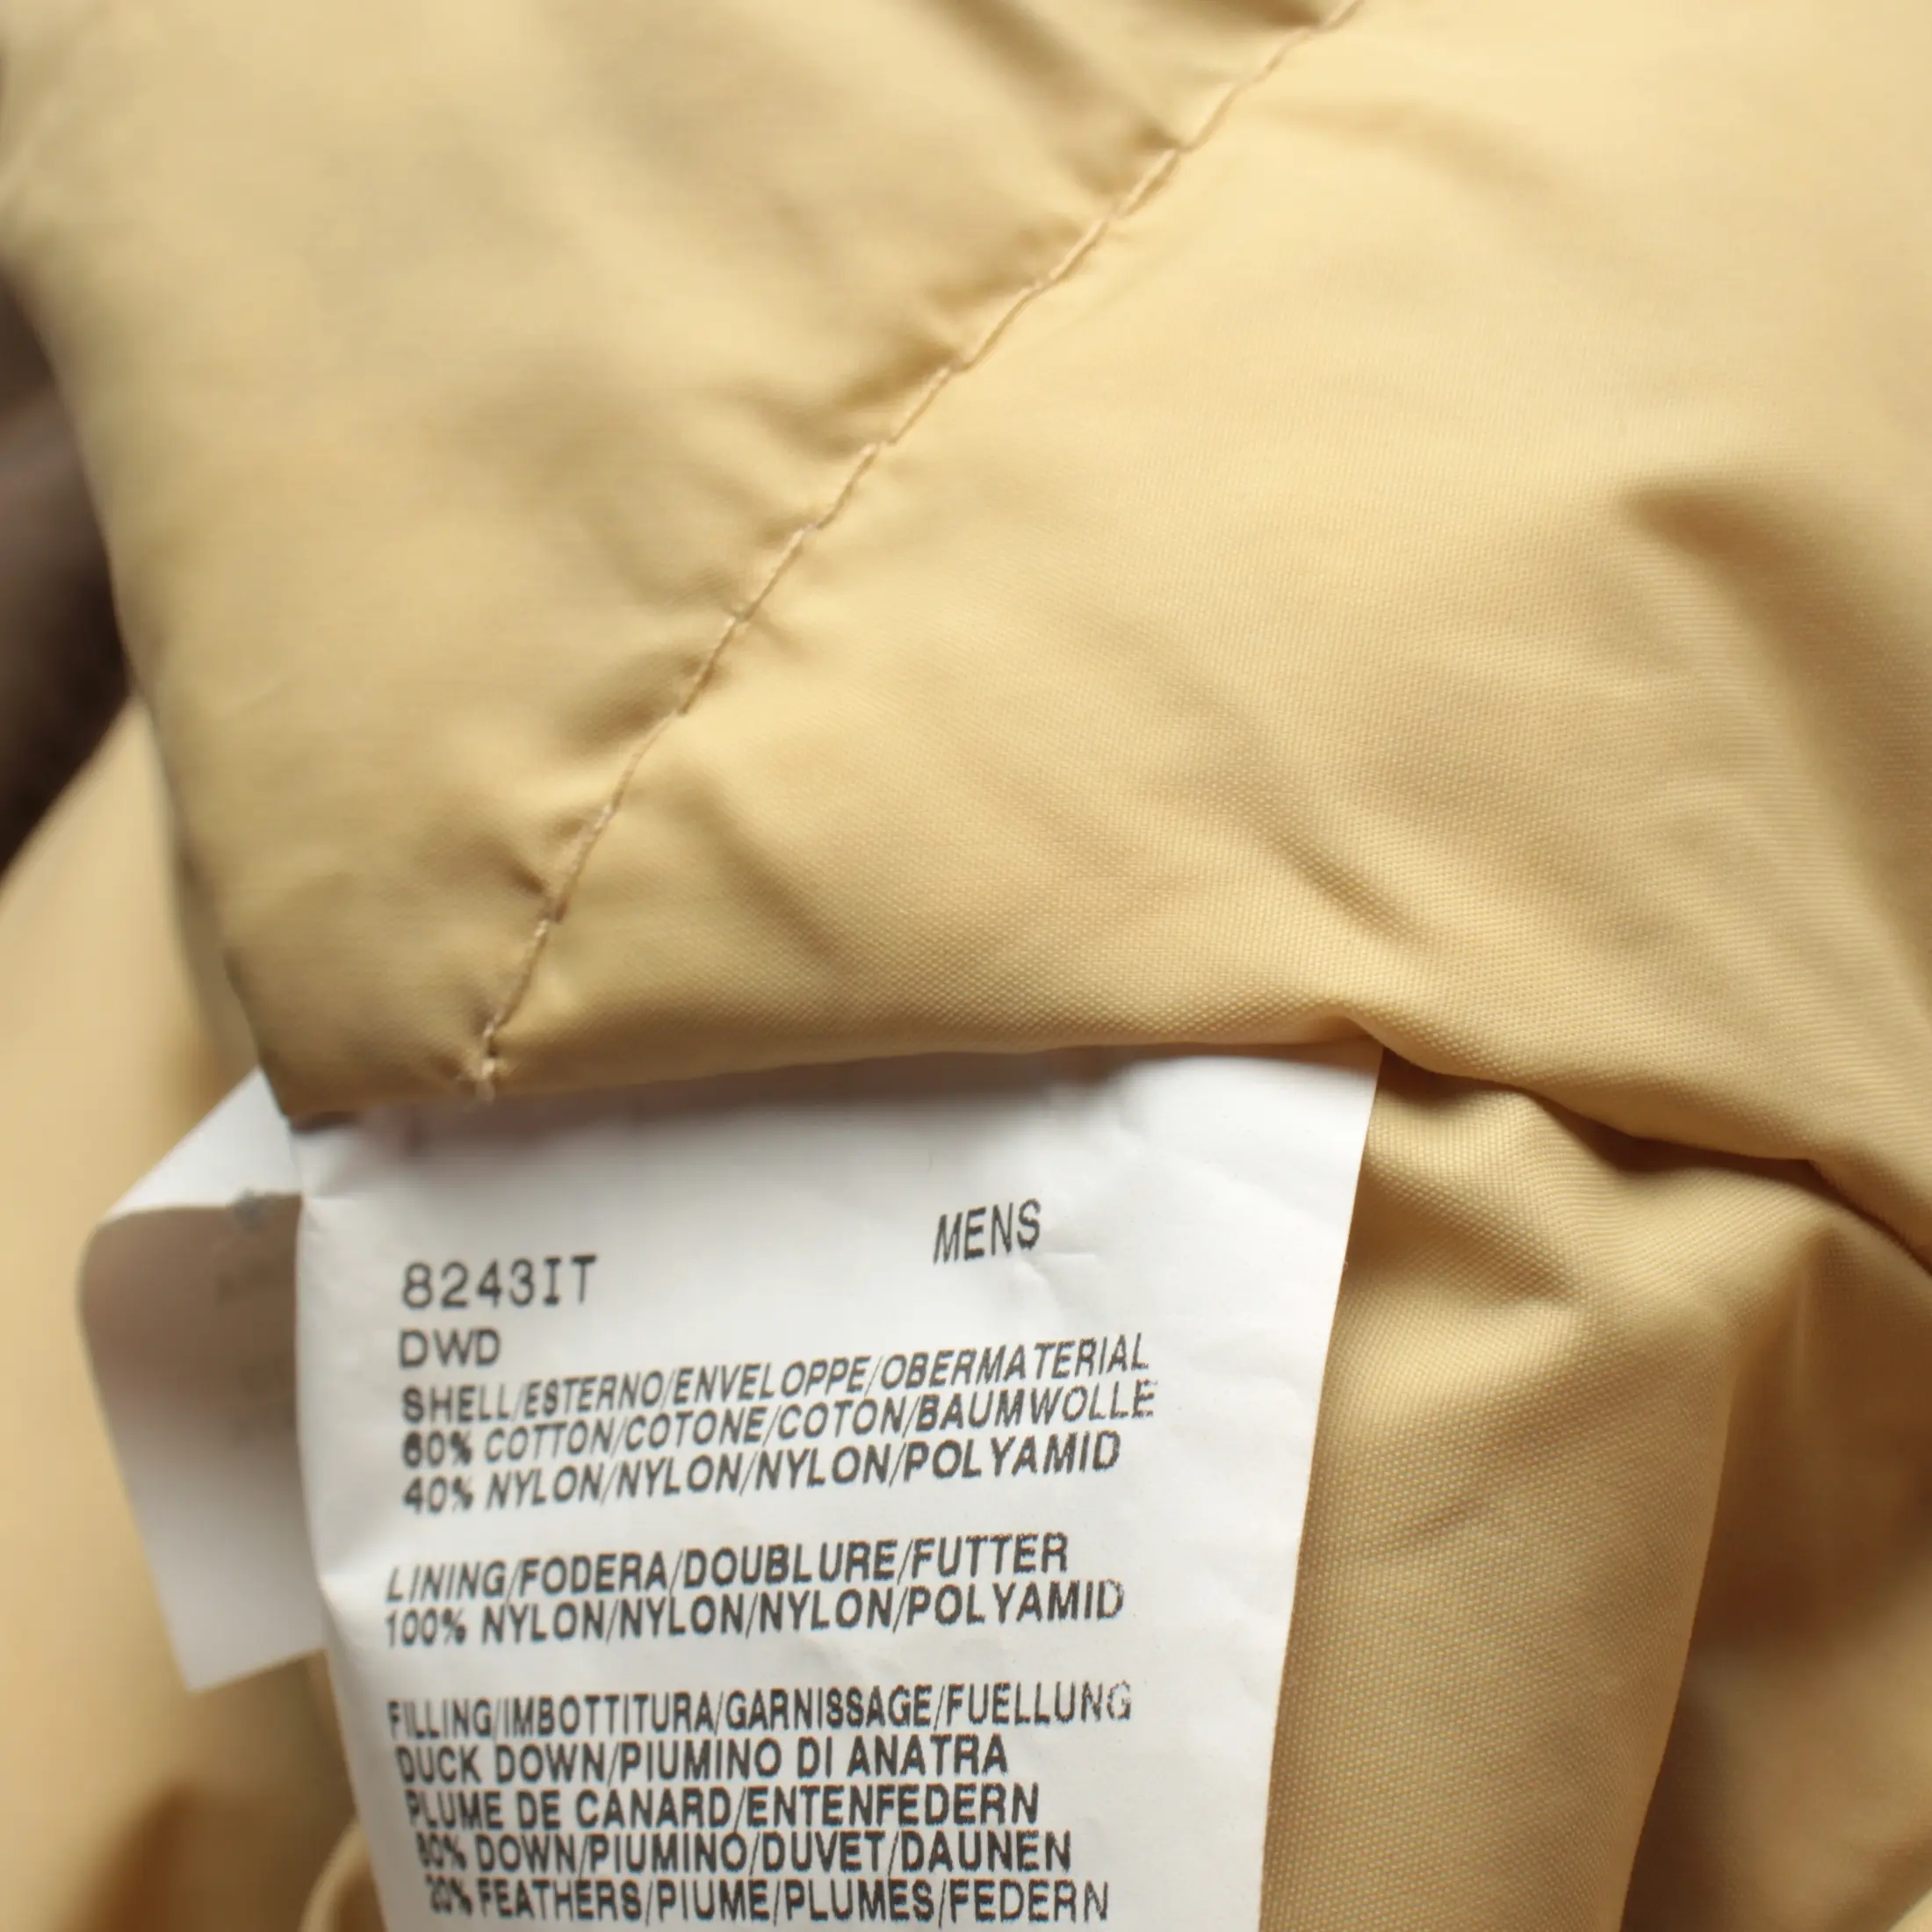 MENS
8243IT
DWD
SHELL/ESTERNO/ENVELOPPE/OBERMATERIAL
60% COTTON/COTONE/COTON/BAUMWOLLE
40% NYLON/NYLON/NYLON/POLYAMID
LINING/FODERA/DOUBLURE/FUTTER
100% NYLON/NYLON/NYLON/POLYAMID
FILLING/IMBOTTITURA/GARNISSAGE/FUELLUNG
DUCK DOWN/PIUMINO DI ANATRA
PLUME DE CANARD/ENTENFEDERN
80% DOWN/PIUMINO/DUVET/DAUNEN
20% FEATHERS/PIUME/PLUMES/FEDERN